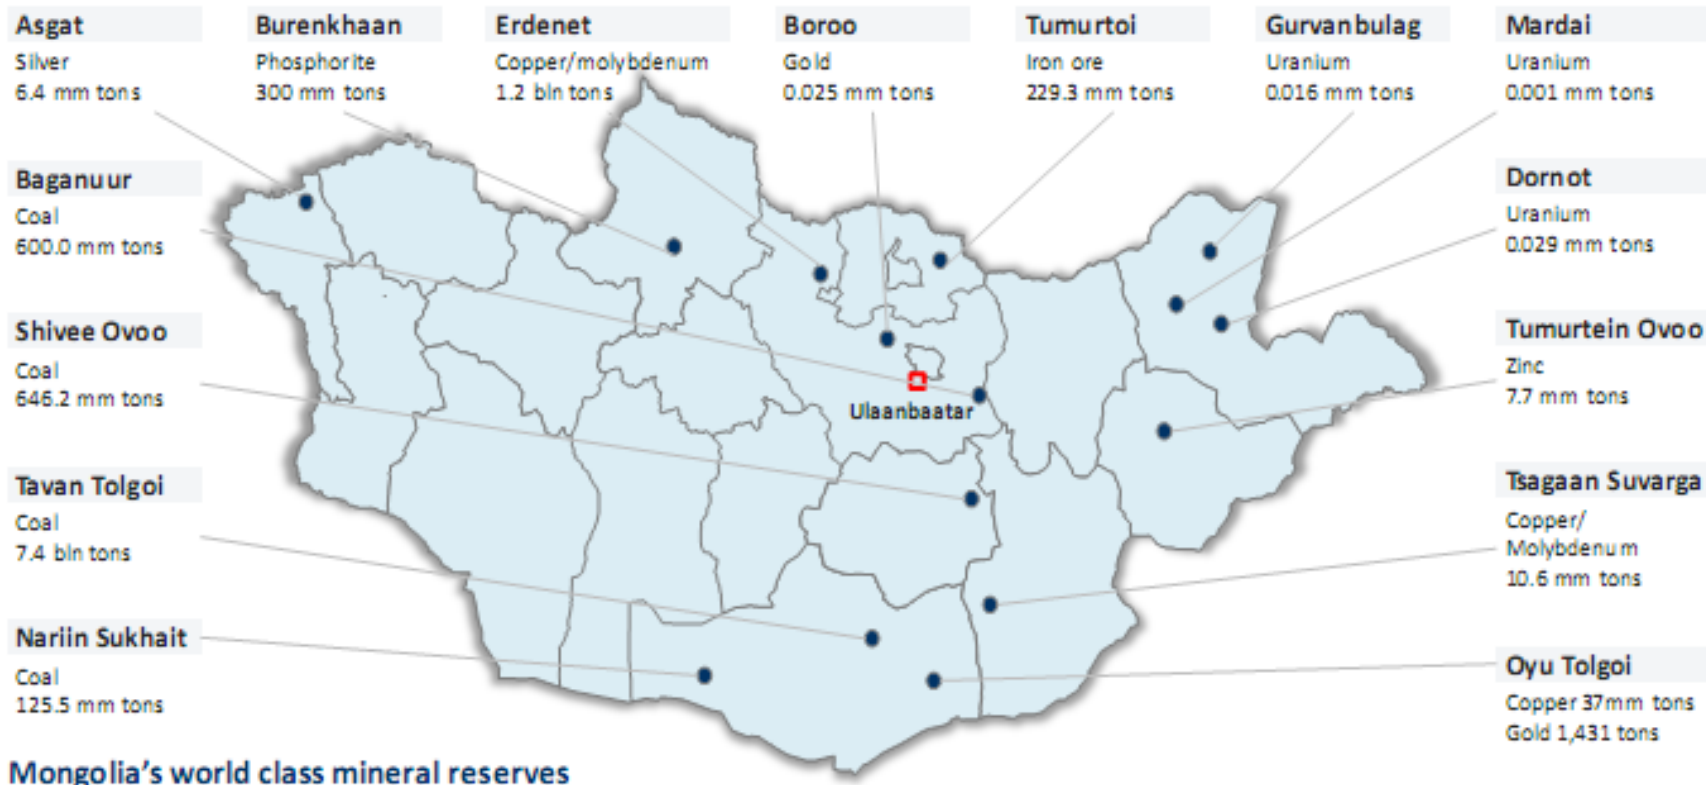 Asgat
Silver
6.4 mm tons
Burenkhaan
Phosphorite
300 mm tons
Erdenet
Copper/molybdenum
1.2 bln tons
Boroo
Gold
0.025 mm tons
Tumurtoi
Iron ore
229.3 mm tons
Gurvanbulag
Uranium
0.016 mm tons
Mardai
Uranium
0.001 mm tons
Baganuur
Coal
600.0 mm tons
Dornot
Uranium
0.029 mm tons
Shivee Ovoo
Coal
646.2 mm tons
Tumurtein Ovoo
Zinc
7.7 mm tons
Ulaanbaatar
Tavan Tolgoi
Coal
7.4 bln tons
Tsagaan Suvarga
Copper/
Molybdenum
10.6 mm tons
Nariin Sukhait
Coal
125.5 mm tons
Oyu Tolgoi
Copper 37mm tons
Gold 1,431 tons
Mongolia's world class mineral reserves